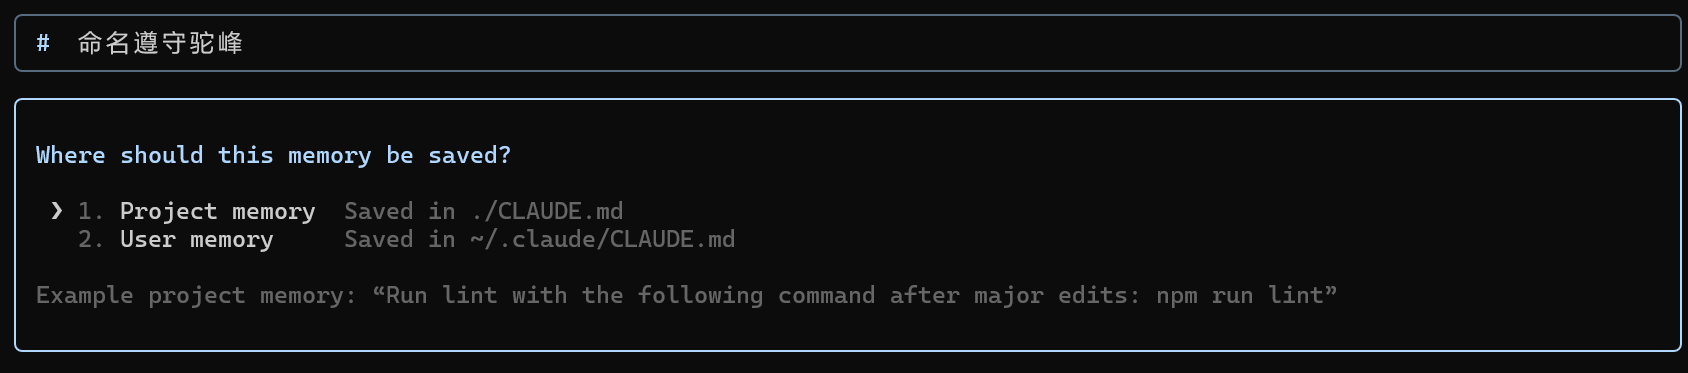 # 命名遵守驼峰
Where should this memory be saved?
❯ 1. Project memory  Saved in ./CLAUDE.md
2. User memory     Saved in ~/.claude/CLAUDE.md
Example project memory: “Run lint with the following command after major edits: npm run lint”